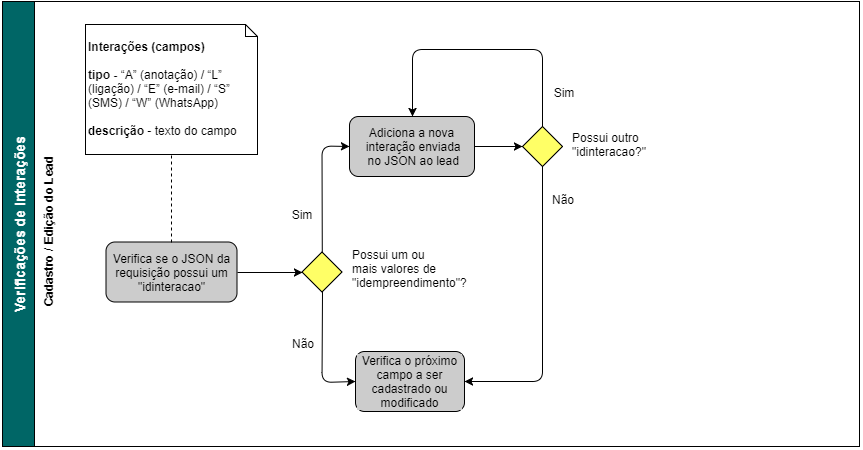 Verificações de Interações
Cadastro / Edição do Lead
Interações (campos)
tipo - “A” (anotação) / “L”
(ligação) / “E” (e-mail) / “S”
(SMS) / “W” (WhatsApp)
descrição - texto do campo
Verifica se o JSON da
requisição possui um
"idinteracao"
Sim
Possui um ou
mais valores de
"idempreendimento"?
Não
Adiciona a nova
interação enviada
no JSON ao lead
Sim
Possui outro
"idinteracao?"
Não
Verifica o próximo
campo a ser
cadastrado ou
modificado